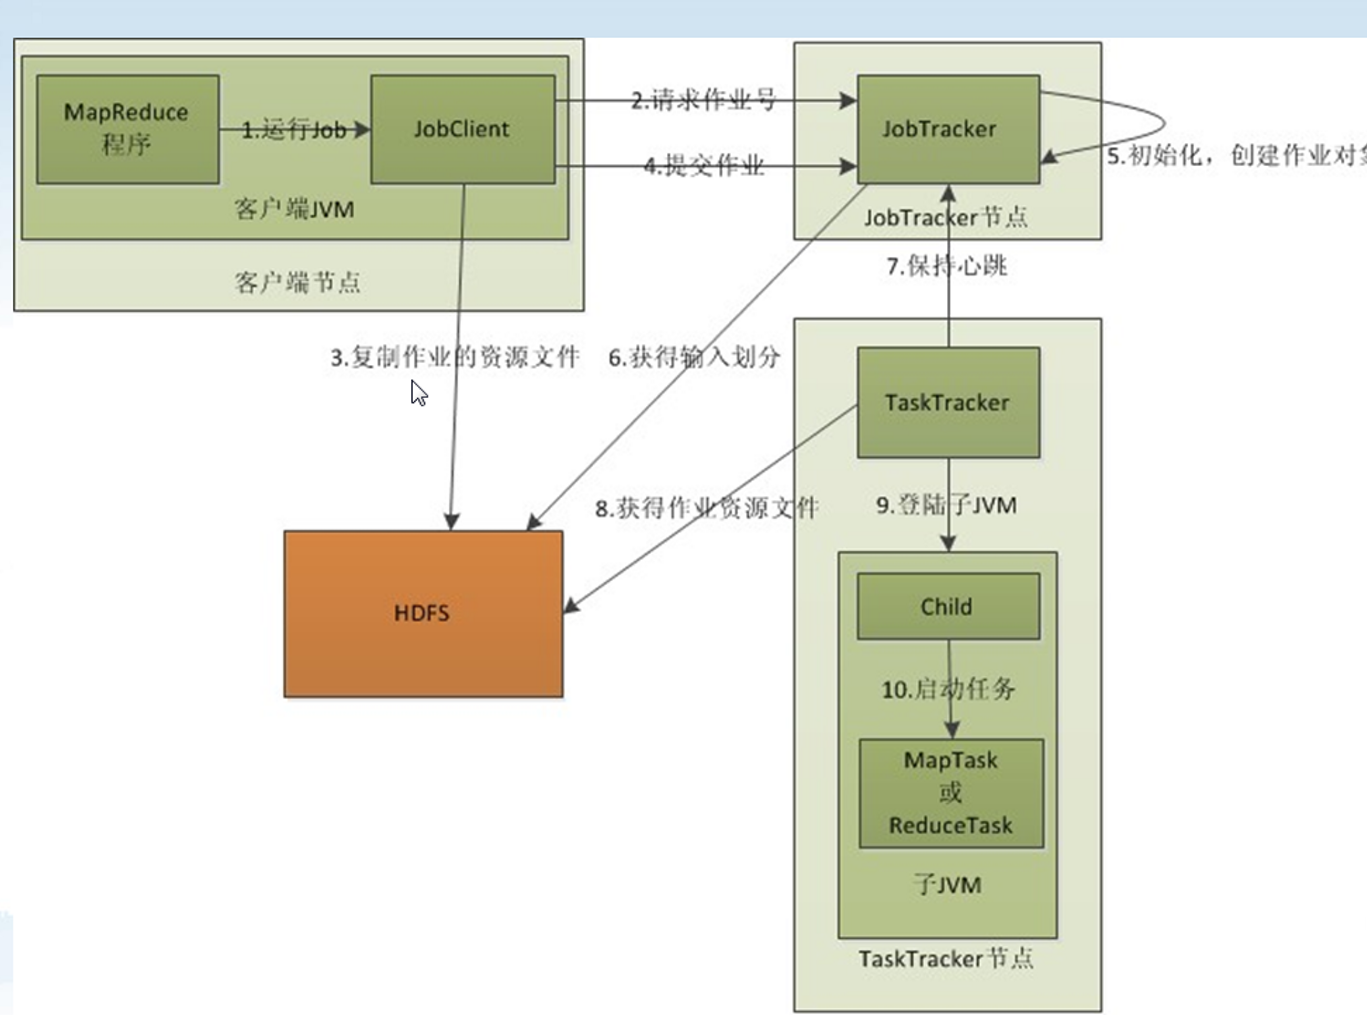 MapReduce
程序
1.运行Job
JobClient
客户端JVM
客户端节点
2.请求作业号
4.提交作业
JobTracker
JobTracker节点
5.初始化，创建作业对
7.保持心跳
3.复制作业的资源文件
6.获得输入划分
TaskTracker
8.获得作业资源文件
9.登陆子JVM
HDFS
Child
10.启动任务
MapTask
或
ReduceTask
子JVM
TaskTracker节点